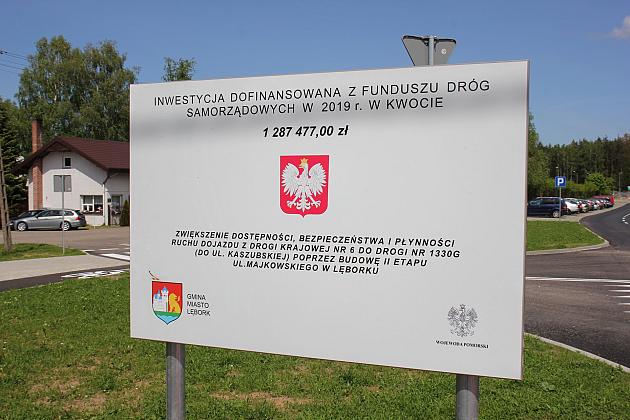 INWESTYCJA DOFINANSOWANA Z FUNDUSZU DRÓG
SAMORZĄDOWYCH W 2019 r. W KWOCIE
1 287 477,00 zł
ZWIĘKSZENIE DOSTĘPNOŚCI, BEZPIECZEŃSTWA I PŁYNNOŚCI
RUCHU DOJAZDU Z DROGI KRAJOWEJ NR 6 DO DROGI NR 1330G
(DO UL. KASZUBSKIEJ) POPRZEZ BUDOWĘ II ETAPU
UL.MAJKOWSKIEGO W LĘBORKU
GMINA
MIASTO
LĘBORK
WOJEWODA POMORSKI
P